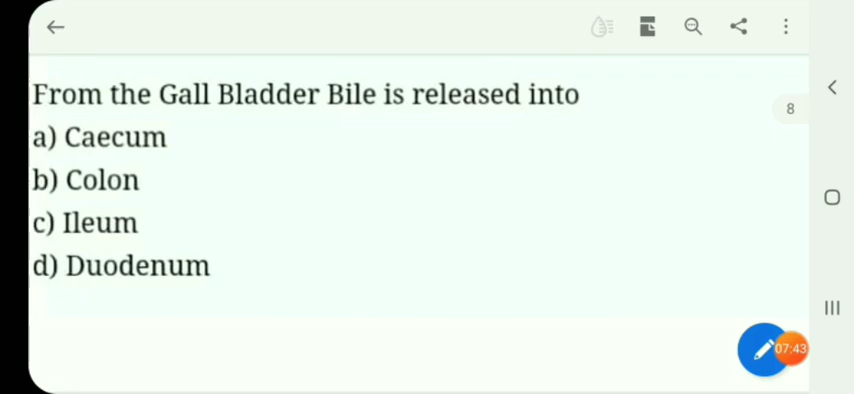 From the Gall Bladder Bile is released into
8
a) Caecum
b) Colon
c) Ileum
d) Duodenum
07:43